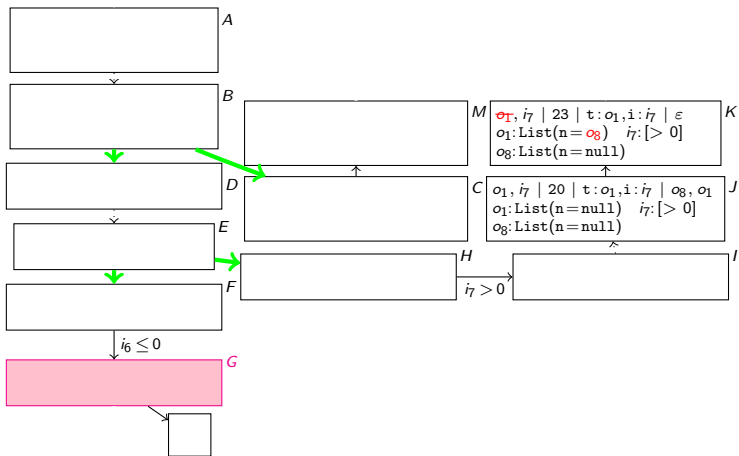 A
B
M
o₁, i₇ | 23 | t:o₁,i:i₇ | ε
o₁:List(n=o₈) i₇:[> 0]
o₈:List(n=null)
K
D
C
o₁, i₇ | 20 | t:o₁,i:i₇ | o₈, o₁
o₁:List(n=null) i₇:[> 0]
o₈:List(n=null)
J
E
H
I
i₇ > 0
F
i₆ ≤ 0
G